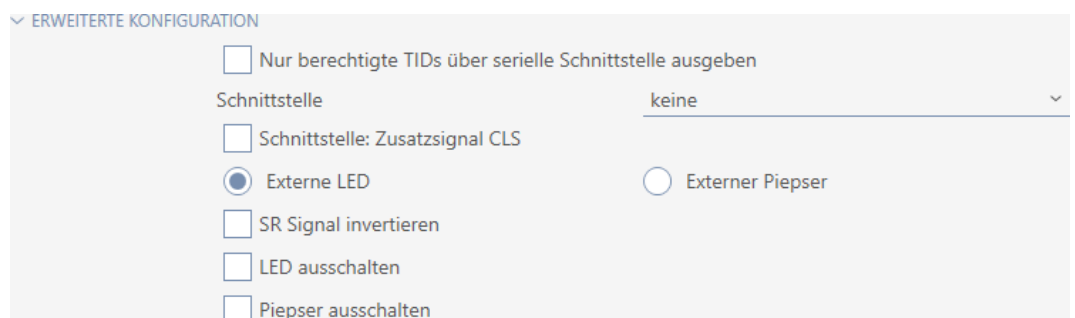 ERWEITERTE KONFIGURATION
Nur berechtigte TIDs über serielle Schnittstelle ausgeben
Schnittstelle keine
Schnittstelle: Zusatzsignal CLS
Externe LED Externer Piepser
SR Signal invertieren
LED ausschalten
Piepser ausschalten